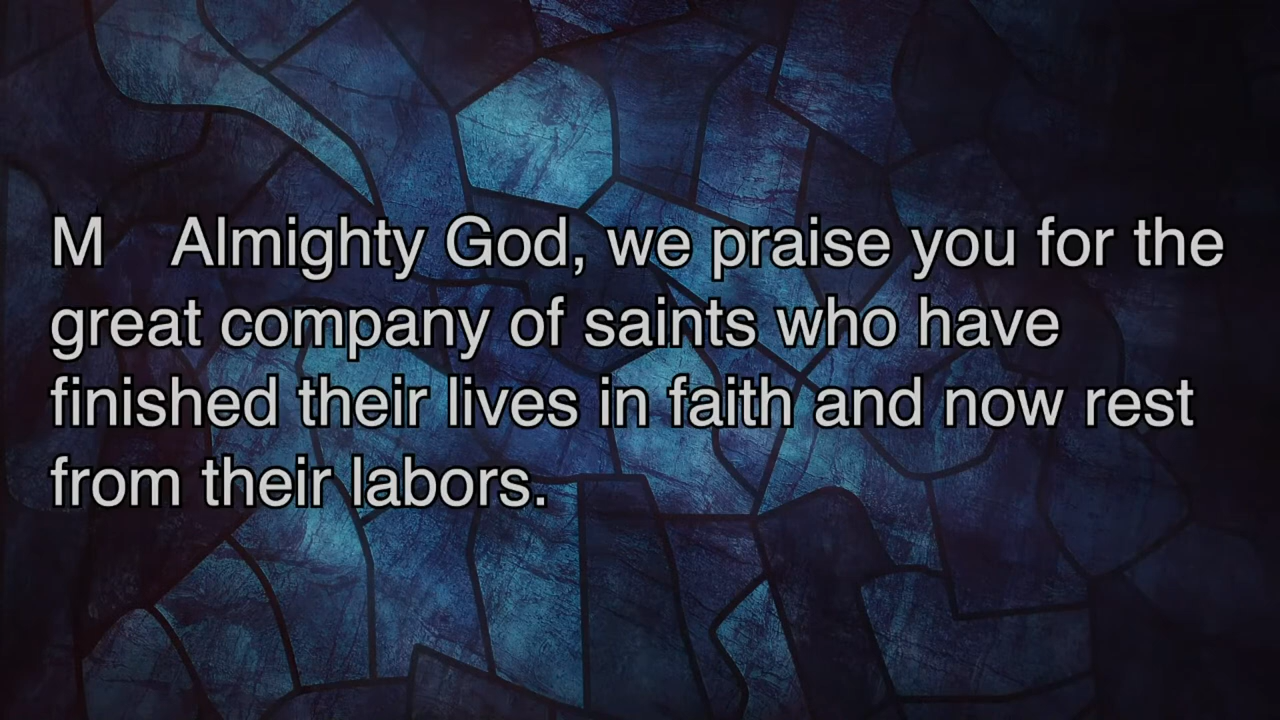 M Almighty God, we praise you for the
great company of saints who have
finished their lives in faith and now rest
from their labors.